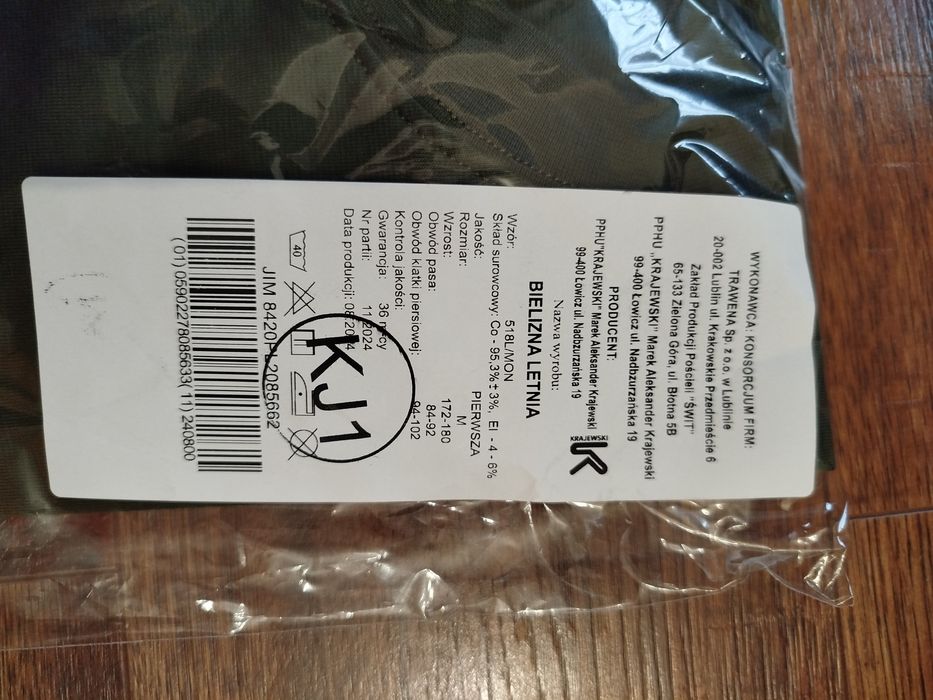 WYKONAWCA: KONSORCJUM FIRM:
TRAWENA Sp. z o.o. w Lublinie
20-002 Lublin ul. Krakowskie Przedmieście 6
Zakład Produkcji Pościeli "ŚWIT"
65-133 Zielona Góra, ul. Błotna 5B
PPHU „KRAJEWSKI" Marek Aleksander Krajewski
99-400 Łowicz ul. Nadbzurzańska 19
PRODUCENT:
PPHU"KRAJEWSKI" Marek Aleksander Krajewski
99-400 Łowicz ul. Nadbzurzańska 19
KRAJEWSKI
K
Nazwa wyrobu:
BIELIZNA LETNIA
Wzór: 518L/MON
Skład surowcowy: Co - 95,3%±3%, El - 4 - 6%
Jakość: PIERWSZA
Rozmiar: M
Wzrost: 172-180
Obwód pasa: 84-92
Obwód klatki piersiowej: 94-102
Kontrola jakości:
Gwarancja: 36 m-cy
Nr partii: 11/2024
Data produkcji: 08.2024
KJ1
40
JIM 8420PL2085662
( 01)05902278085633( 11) 240800